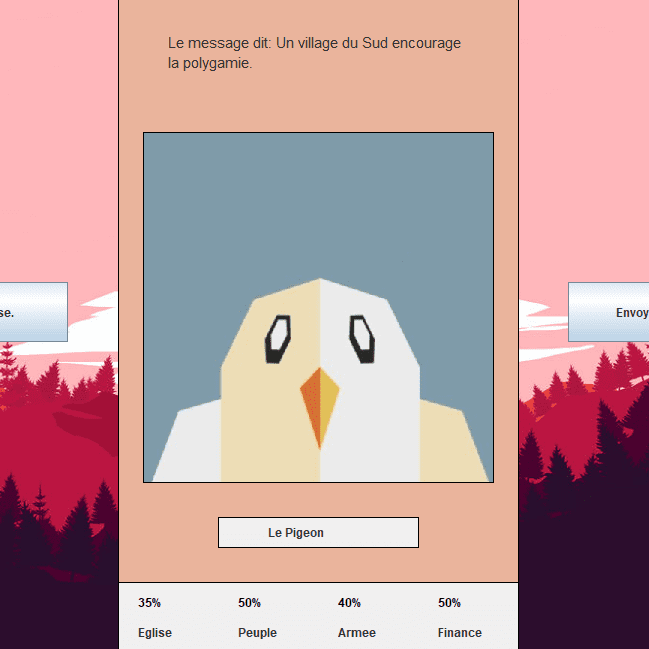 Le message dit: Un village du Sud encourage
la polygamie.
se.
Envoy
Le Pigeon
35% 50% 40% 50%
Eglise Peuple Armee Finance